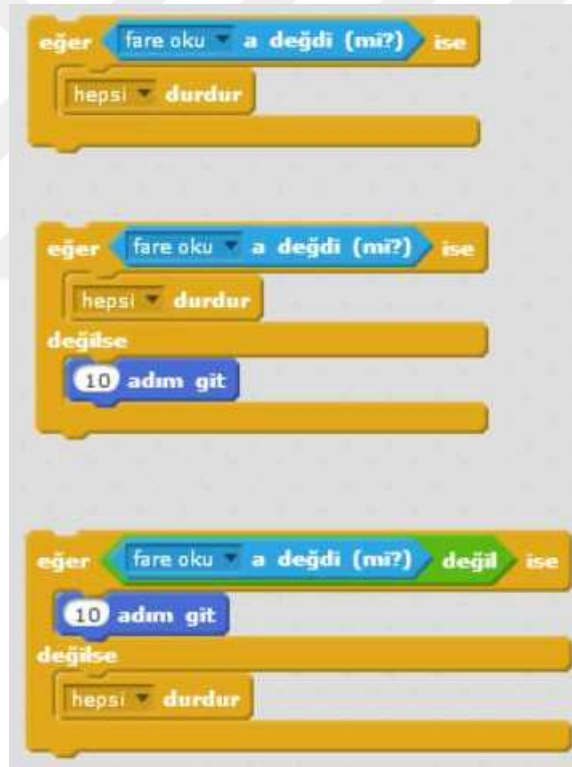 eğer fare oku a değdi (mi?) ise
hepsi durdur
eğer fare oku a değdi (mi?) ise
hepsi durdur
değilse
10 adım git
eğer fare oku a değdi (mi?) değil ise
10 adım git
değilse
hepsi durdur